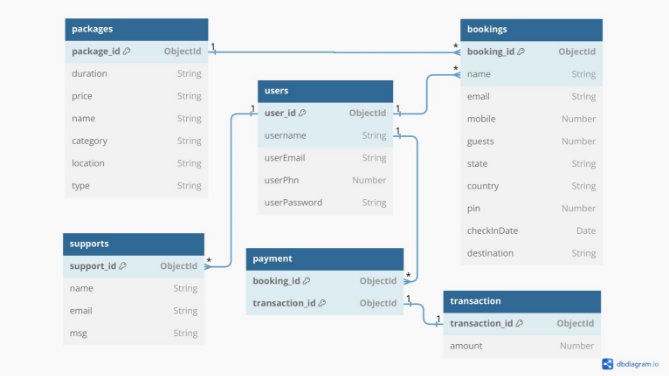 packages
package_id ObjectId
duration String
price String
name String
category String
location String
type String
bookings
booking_id ObjectId
name String
email String
mobile Number
guests Number
state String
country String
pin Number
checkInDate Date
destination String
users
user_id ObjectId
username String
userEmail String
userPhn Number
userPassword String
supports
support_id ObjectId
name String
email String
msg String
payment
booking_id ObjectId
transaction_id ObjectId
transaction
transaction_id ObjectId
amount Number
1
*
1
*
1
*
1
*
1
1
dbdiagram.io